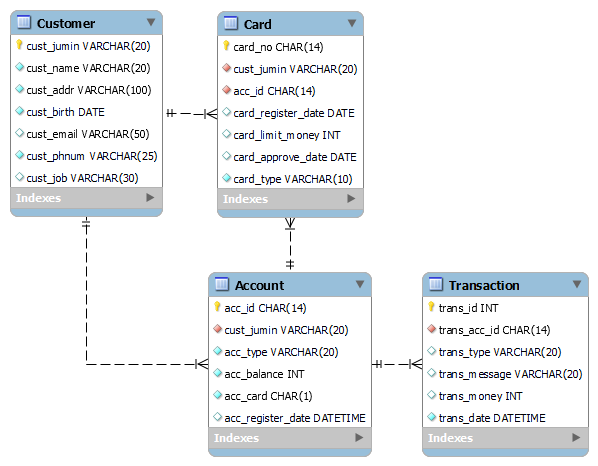 Customer
cust_jumin VARCHAR(20)
cust_name VARCHAR(20)
cust_addr VARCHAR(100)
cust_birth DATE
cust_email VARCHAR(50)
cust_phnum VARCHAR(25)
cust_job VARCHAR(30)
Indexes
Card
card_no CHAR(14)
cust_jumin VARCHAR(20)
acc_id CHAR(14)
card_register_date DATE
card_limit_money INT
card_approve_date DATE
card_type VARCHAR(10)
Indexes
Account
acc_id CHAR(14)
cust_jumin VARCHAR(20)
acc_type VARCHAR(20)
acc_balance INT
acc_card CHAR(1)
acc_register_date DATETIME
Indexes
Transaction
trans_id INT
trans_acc_id CHAR(14)
trans_type VARCHAR(20)
trans_message VARCHAR(20)
trans_money INT
trans_date DATETIME
Indexes